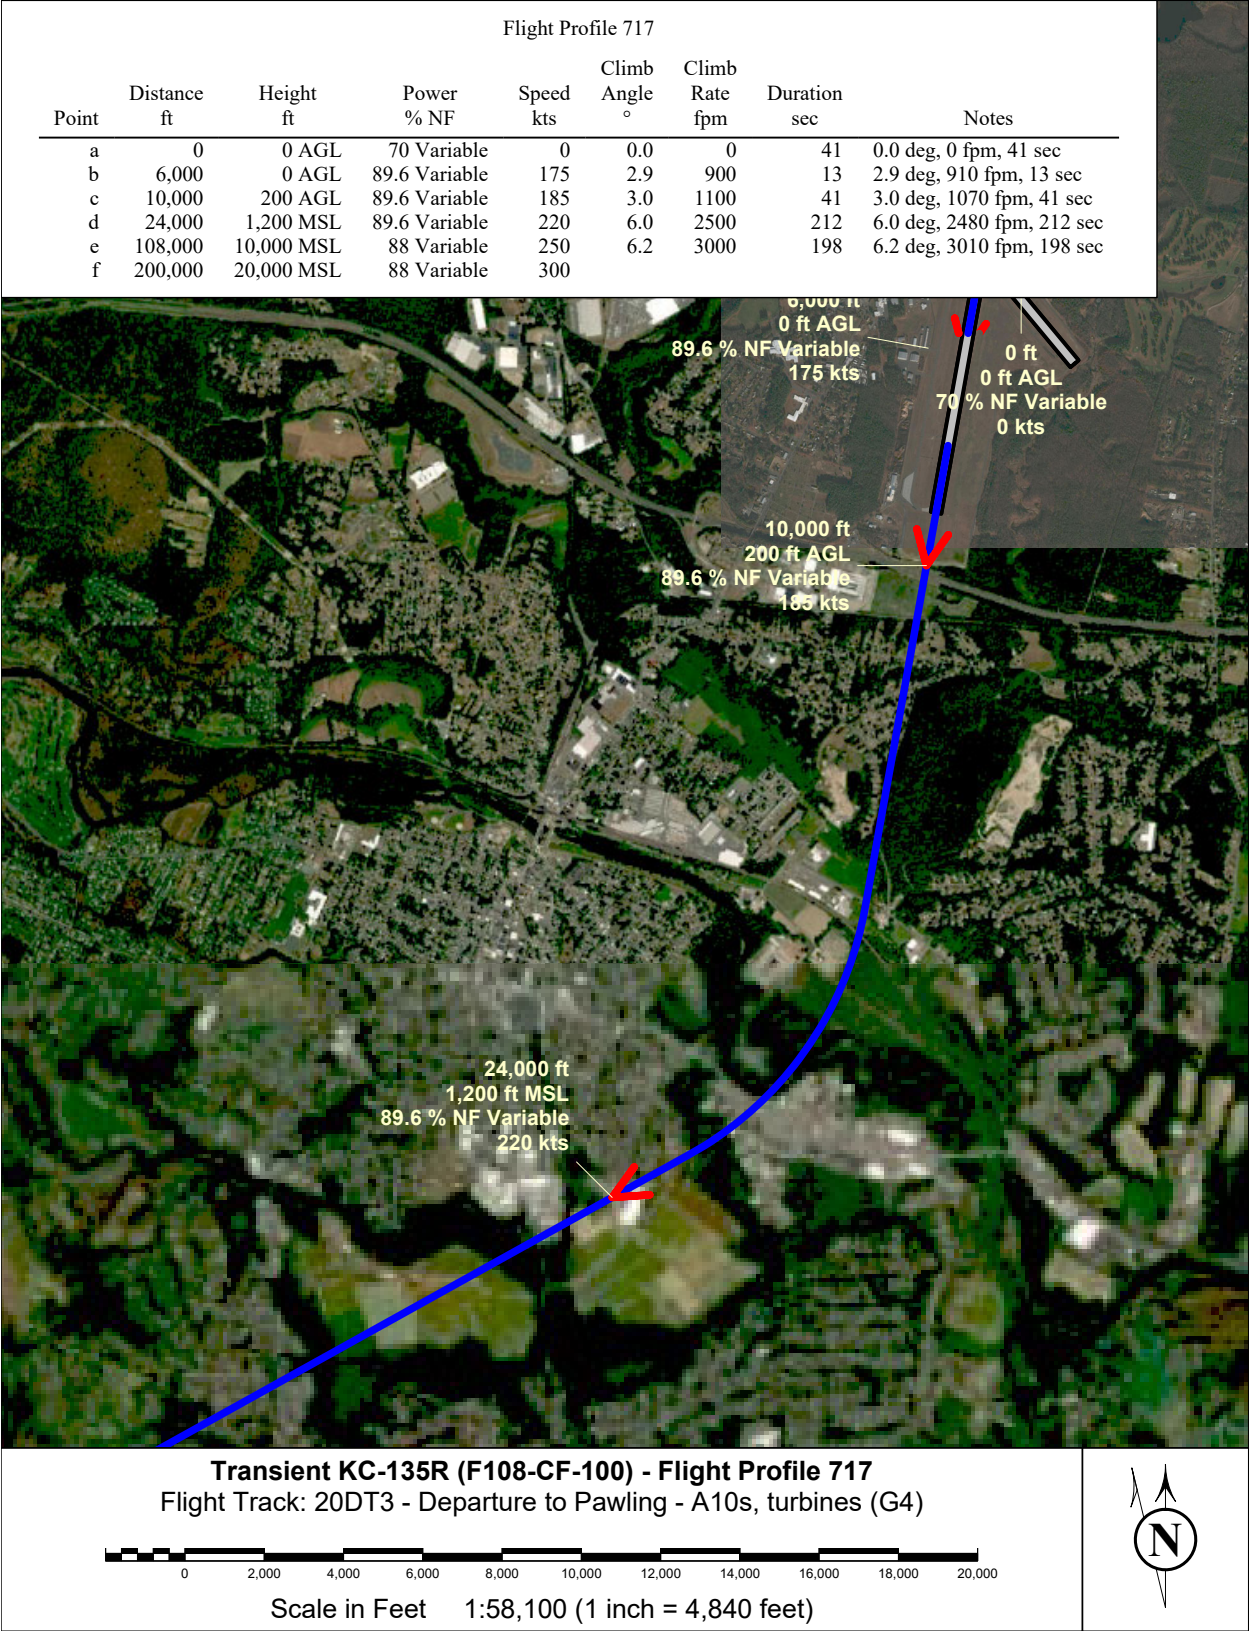 Flight Profile 717
Point Distance ft Height ft Power % NF Speed kts Climb Angle ° Climb Rate fpm Duration sec Notes
a 0 0 AGL 70 Variable 0 0.0 0 41 0.0 deg, 0 fpm, 41 sec
b 6,000 0 AGL 89.6 Variable 175 2.9 900 13 2.9 deg, 910 fpm, 13 sec
c 10,000 200 AGL 89.6 Variable 185 3.0 1100 41 3.0 deg, 1070 fpm, 41 sec
d 24,000 1,200 MSL 89.6 Variable 220 6.0 2500 212 6.0 deg, 2480 fpm, 212 sec
e 108,000 10,000 MSL 88 Variable 250 6.2 3000 198 6.2 deg, 3010 fpm, 198 sec
f 200,000 20,000 MSL 88 Variable 300
6,000 ft
0 ft AGL
89.6 % NF Variable
175 kts
0 ft
0 ft AGL
70 % NF Variable
0 kts
10,000 ft
200 ft AGL
89.6 % NF Variable
185 kts
24,000 ft
1,200 ft MSL
89.6 % NF Variable
220 kts
Transient KC-135R (F108-CF-100) - Flight Profile 717
Flight Track: 20DT3 - Departure to Pawling - A10s, turbines (G4)
0 2,000 4,000 6,000 8,000 10,000 12,000 14,000 16,000 18,000 20,000
Scale in Feet 1:58,100 (1 inch = 4,840 feet)
N